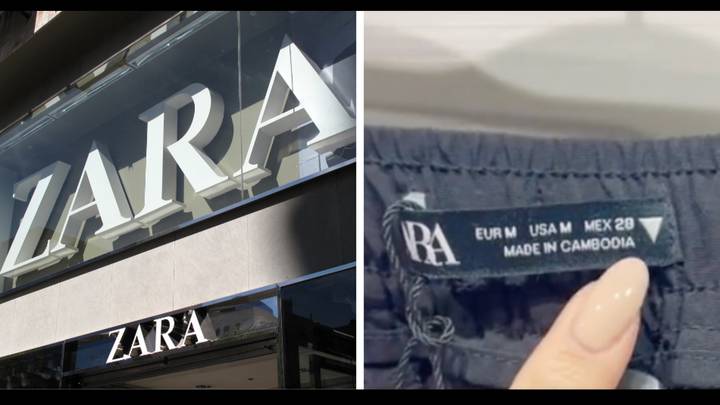 ZARA
ZARA
RA
EUR M USA M MEX 28
MADE IN CAMBODIA